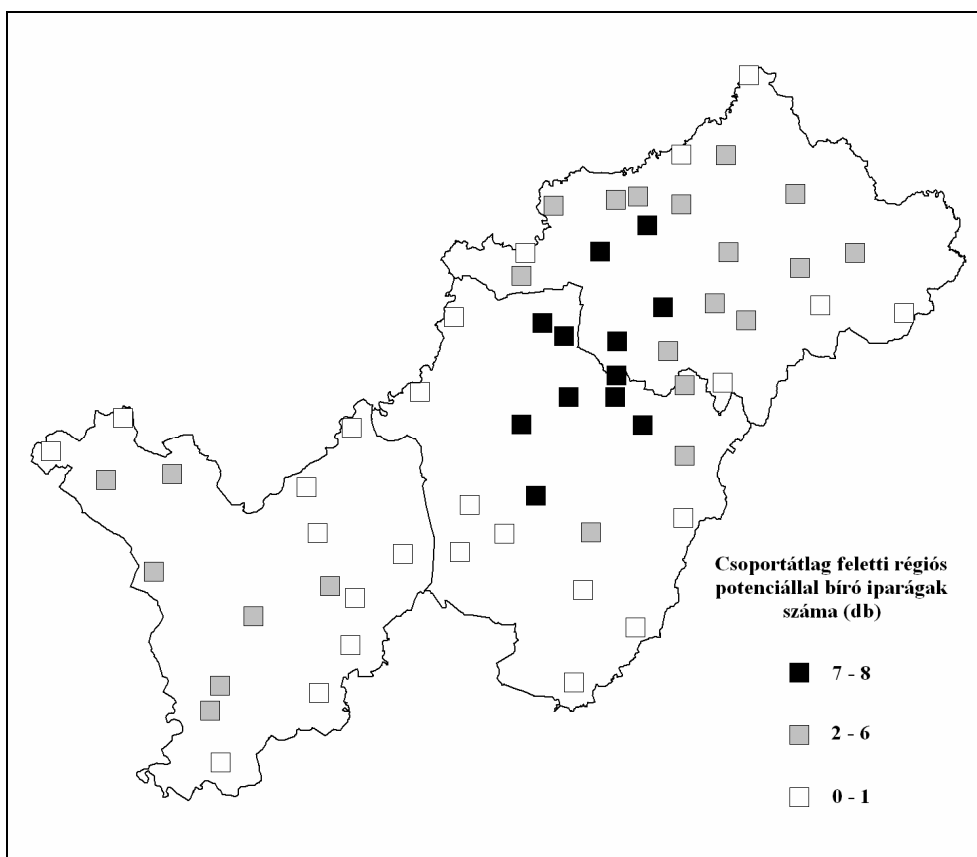 Csoportátlag feletti régiós
potenciállal bíró iparágak
száma (db)
7 - 8
2 - 6
0 - 1